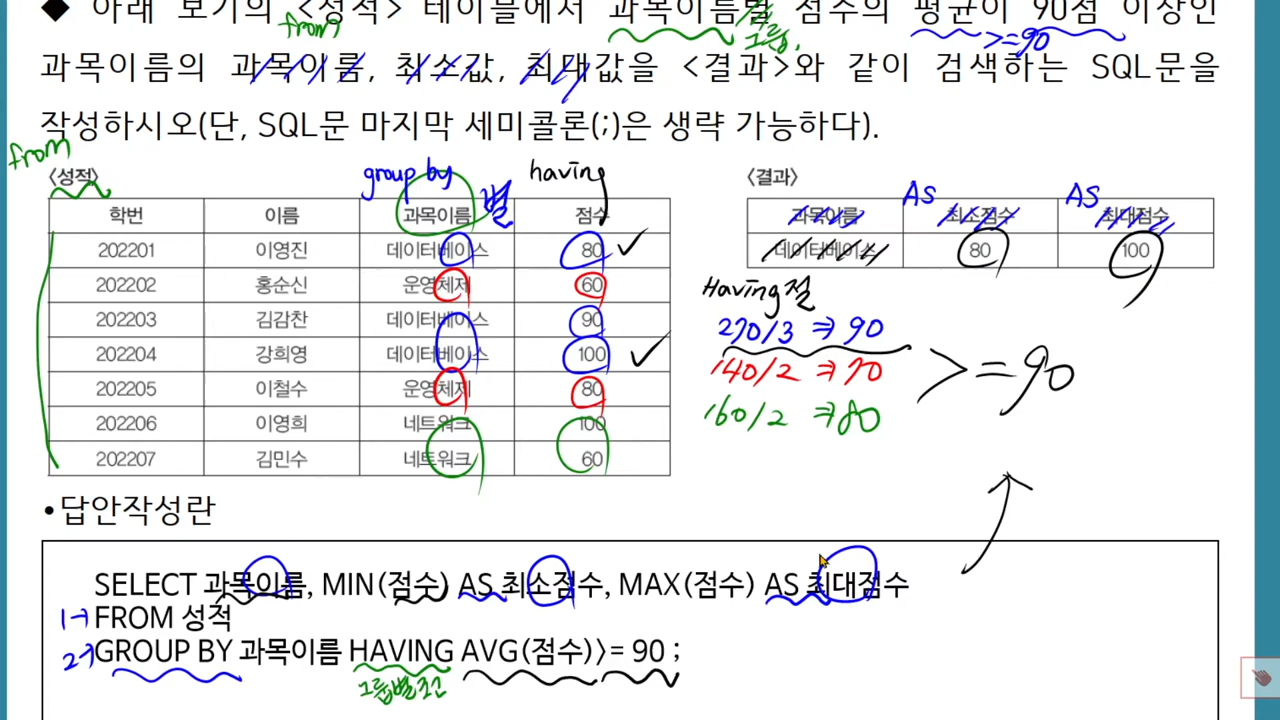 ◆ 아래 보기의 <성적> 테이블에서 과목이름별 점수의 평균이 90점 이상인
from
그룹.
>=90
과목이름의 과목이름, 최소값, 최대값을 <결과>와 같이 검색하는 SQL문을
작성하시오(단, SQL문 마지막 세미콜론(;)은 생략 가능하다).
from
<성적>
group by
별
having
학번 이름 과목이름 점수
202201 이영진 데이터베이스 80 ✓
202202 홍순신 운영체제 60
202203 김감찬 데이터베이스 90
202204 강희영 데이터베이스 100 ✓
202205 이철수 운영체제 80
202206 이영희 네트워크 100
202207 김민수 네트워크 60
<결과>
AS AS
과목이름 최소점수 최대점수
데이터베이스 80 100
Having절
270/3 ⇒ 90
140/2 ⇒ 70
160/2 ⇒ 80
>=90
•답안작성란
SELECT 과목이름, MIN(점수) AS 최소점수, MAX(점수) AS 최대점수
1→ FROM 성적
2→ GROUP BY 과목이름 HAVING AVG(점수)>= 90 ;
그룹별조건